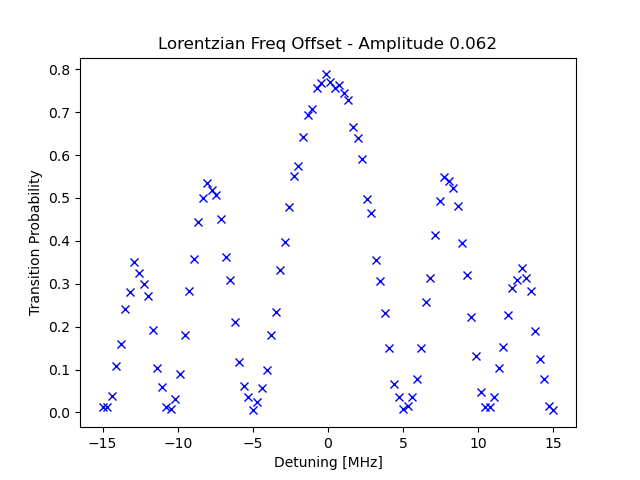 Lorentzian Freq Offset - Amplitude 0.062
Transition Probability
0.8
0.7
0.6
0.5
0.4
0.3
0.2
0.1
0.0
−15 −10 −5 0 5 10 15
Detuning [MHz]